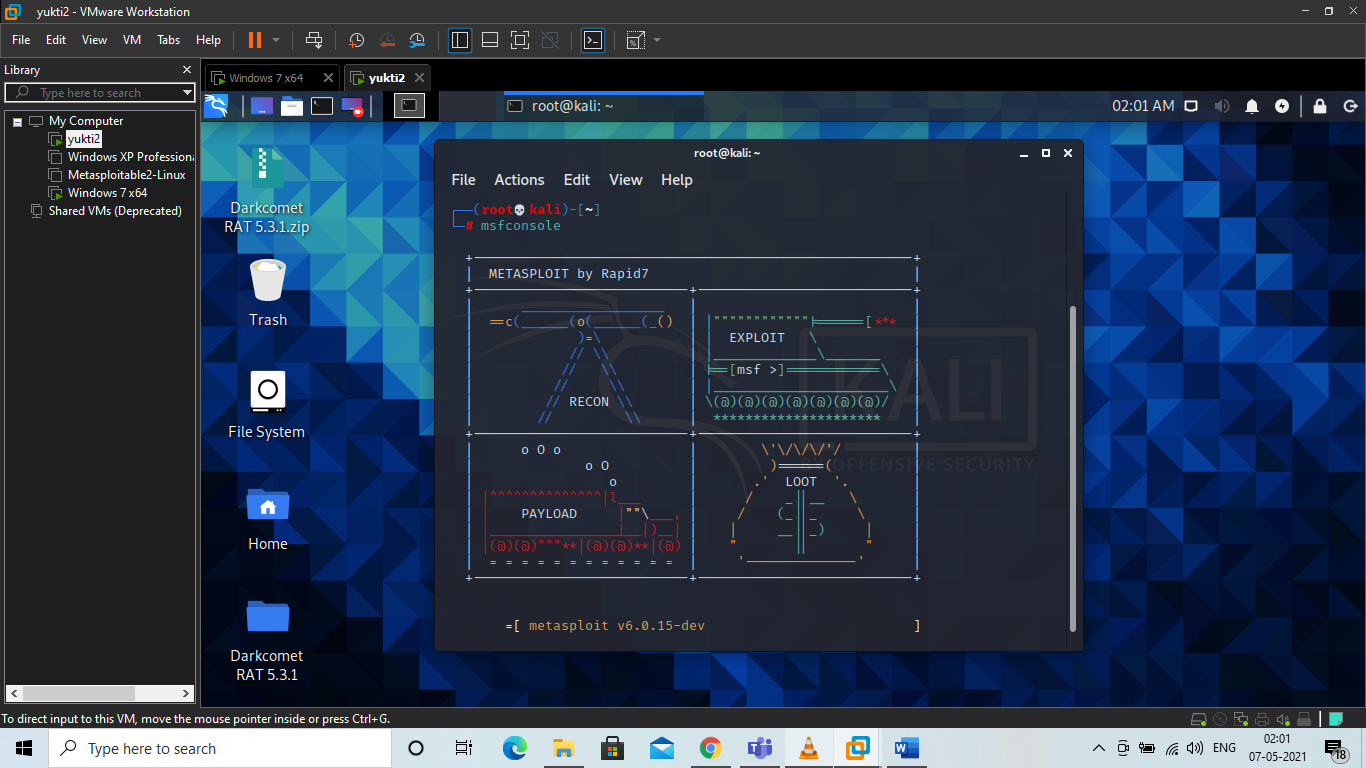 yukti2 - VMware Workstation
File Edit View VM Tabs Help
Library
Type here to search
My Computer
yukti2
Windows XP Professiona
Metasploitable2-Linux
Windows 7 x64
Shared VMs (Deprecated)
Windows 7 x64
yukti2
root@kali: ~
02:01 AM
Darkcomet
RAT 5.3.1.zip
Trash
File System
Home
Darkcomet
RAT 5.3.1
root@kali: ~
File Actions Edit View Help
(root💀kali)-[~]
# msfconsole
METASPLOIT by Rapid7
==c(______(o(______(_()
RECON
EXPLOIT
[msf >]
\(@)(@)(@)(@)(@)(@)(@)/
*********************
o O o
o O
o
PAYLOAD
|(@)(@)"""**|(@)(@)**|(@)
= = = = = = = = = = = =
LOOT
=[ metasploit v6.0.15-dev ]
KALI
BY OFFENSIVE SECURITY
To direct input to this VM, move the mouse pointer inside or press Ctrl+G.
Type here to search
ENG
02:01
07-05-2021
18